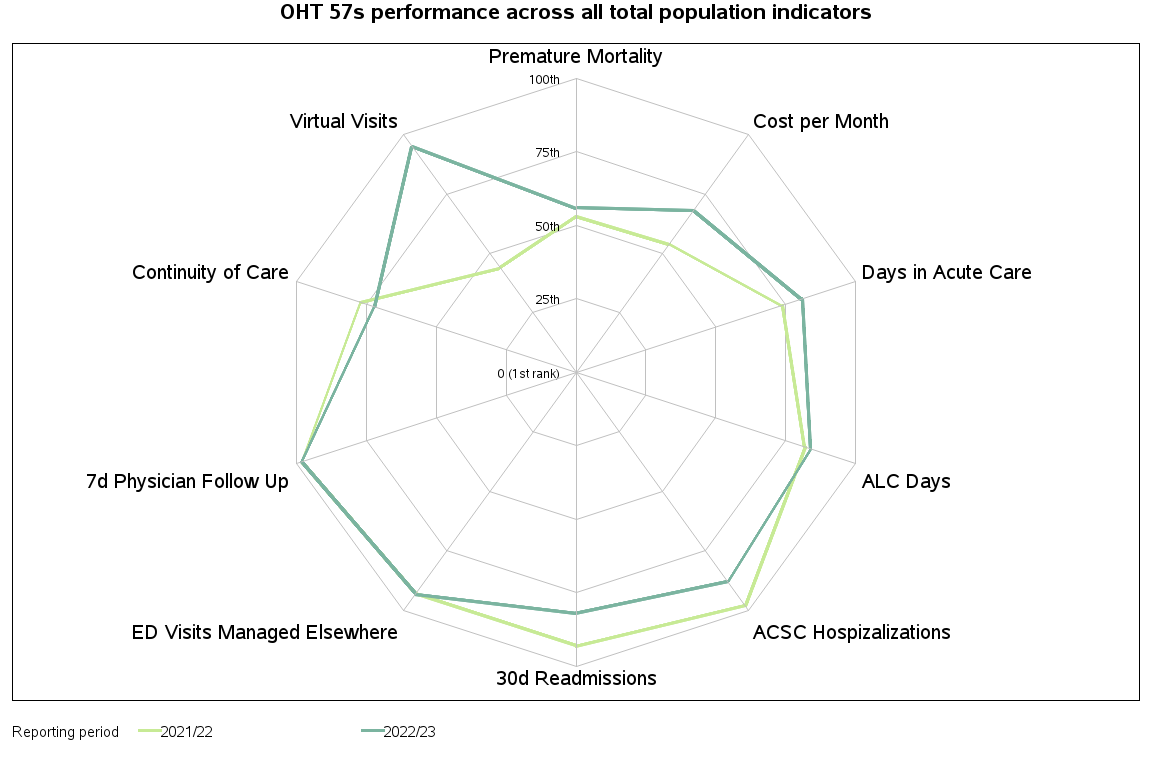 OHT 57s performance across all total population indicators
Premature Mortality
100th
Virtual Visits
Cost per Month
75th
50th
Continuity of Care
Days in Acute Care
25th
0 (1st rank)
7d Physician Follow Up
ALC Days
ED Visits Managed Elsewhere
ACSC Hospizalizations
30d Readmissions
Reporting period 2021/22 2022/23